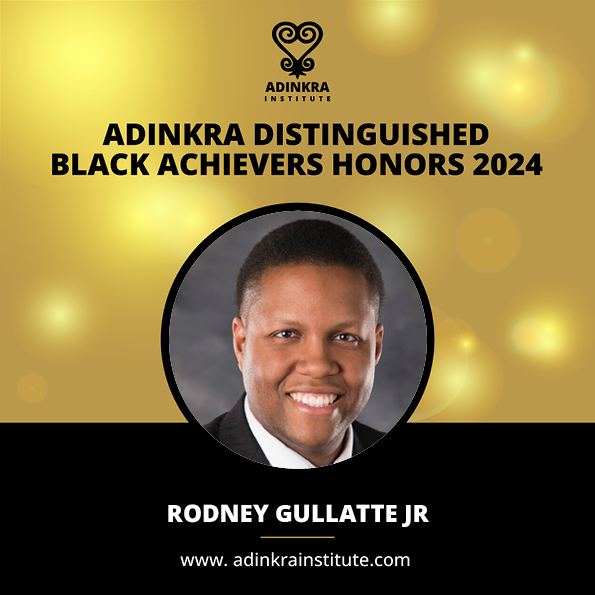 ADINKRA
INSTITUTE
ADINKRA DISTINGUISHED
BLACK ACHIEVERS HONORS 2024
RODNEY GULLATTE JR
www. adinkrainstitute.com